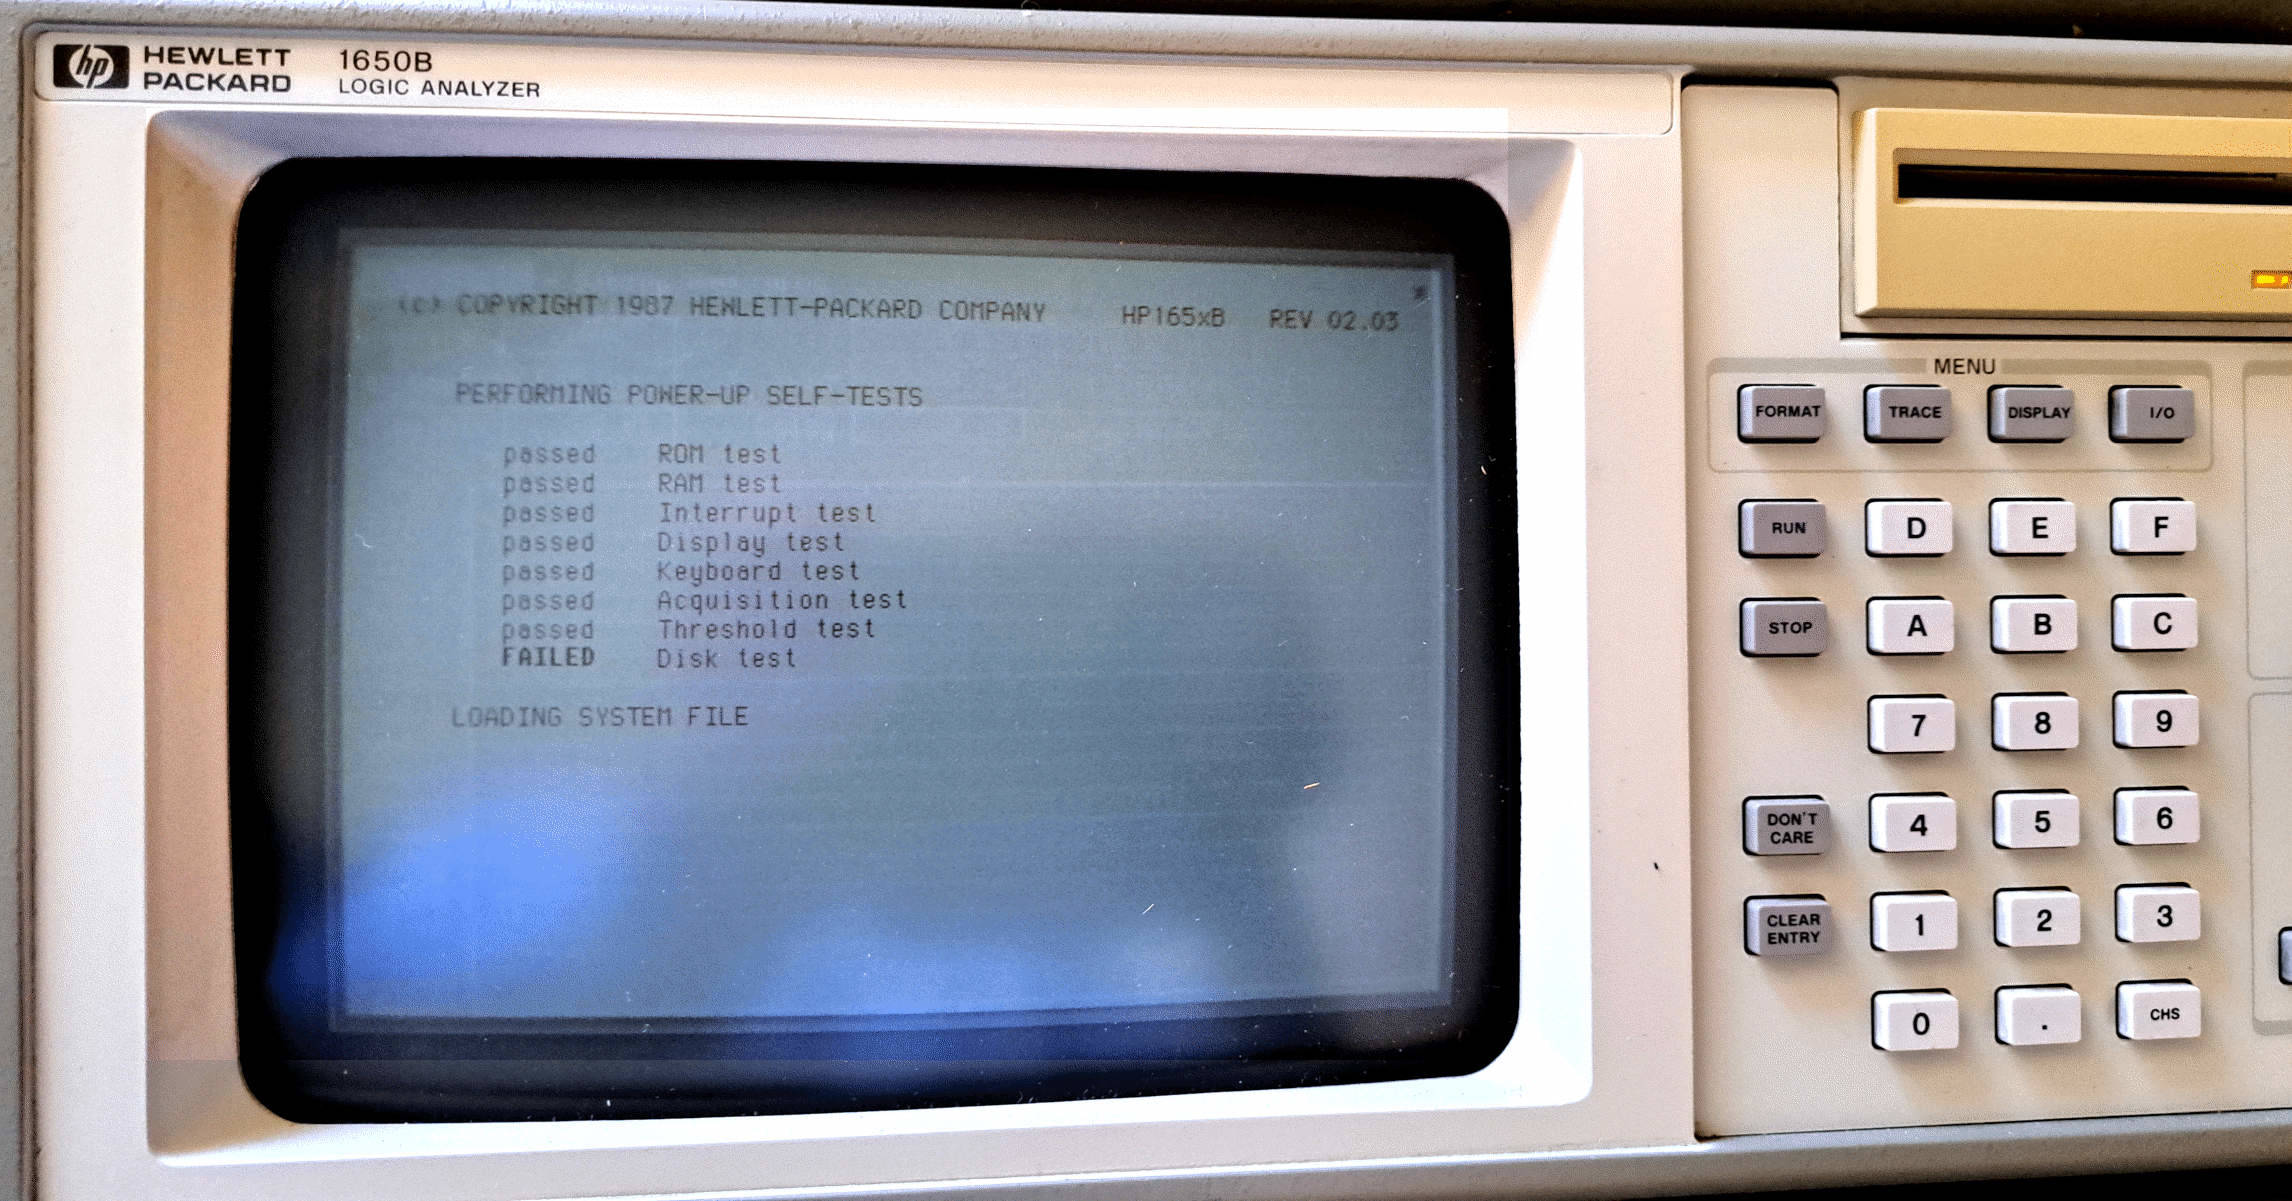 hp HEWLETT PACKARD 1650B LOGIC ANALYZER
(c) COPYRIGHT 1987 HEWLETT-PACKARD COMPANY HP165xB REV 02.03
PERFORMING POWER-UP SELF-TESTS
passed ROM test
passed RAM test
passed Interrupt test
passed Display test
passed Keyboard test
passed Acquisition test
passed Threshold test
FAILED Disk test
LOADING SYSTEM FILE
MENU
FORMAT TRACE DISPLAY I/O
RUN D E F
STOP A B C
7 8 9
DON'T CARE 4 5 6
CLEAR ENTRY 1 2 3
0 . CHS